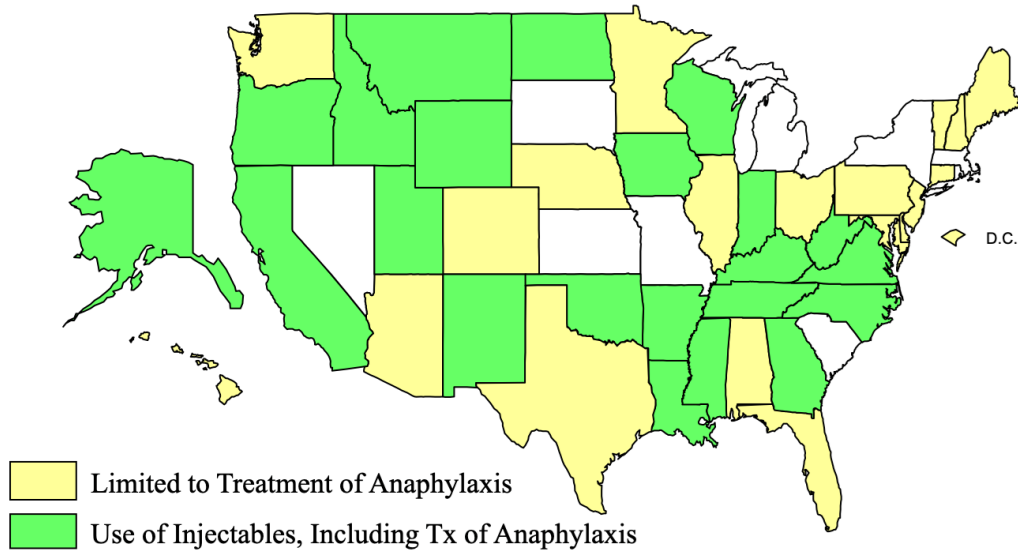 D.C.
Limited to Treatment of Anaphylaxis
Use of Injectables, Including Tx of Anaphylaxis